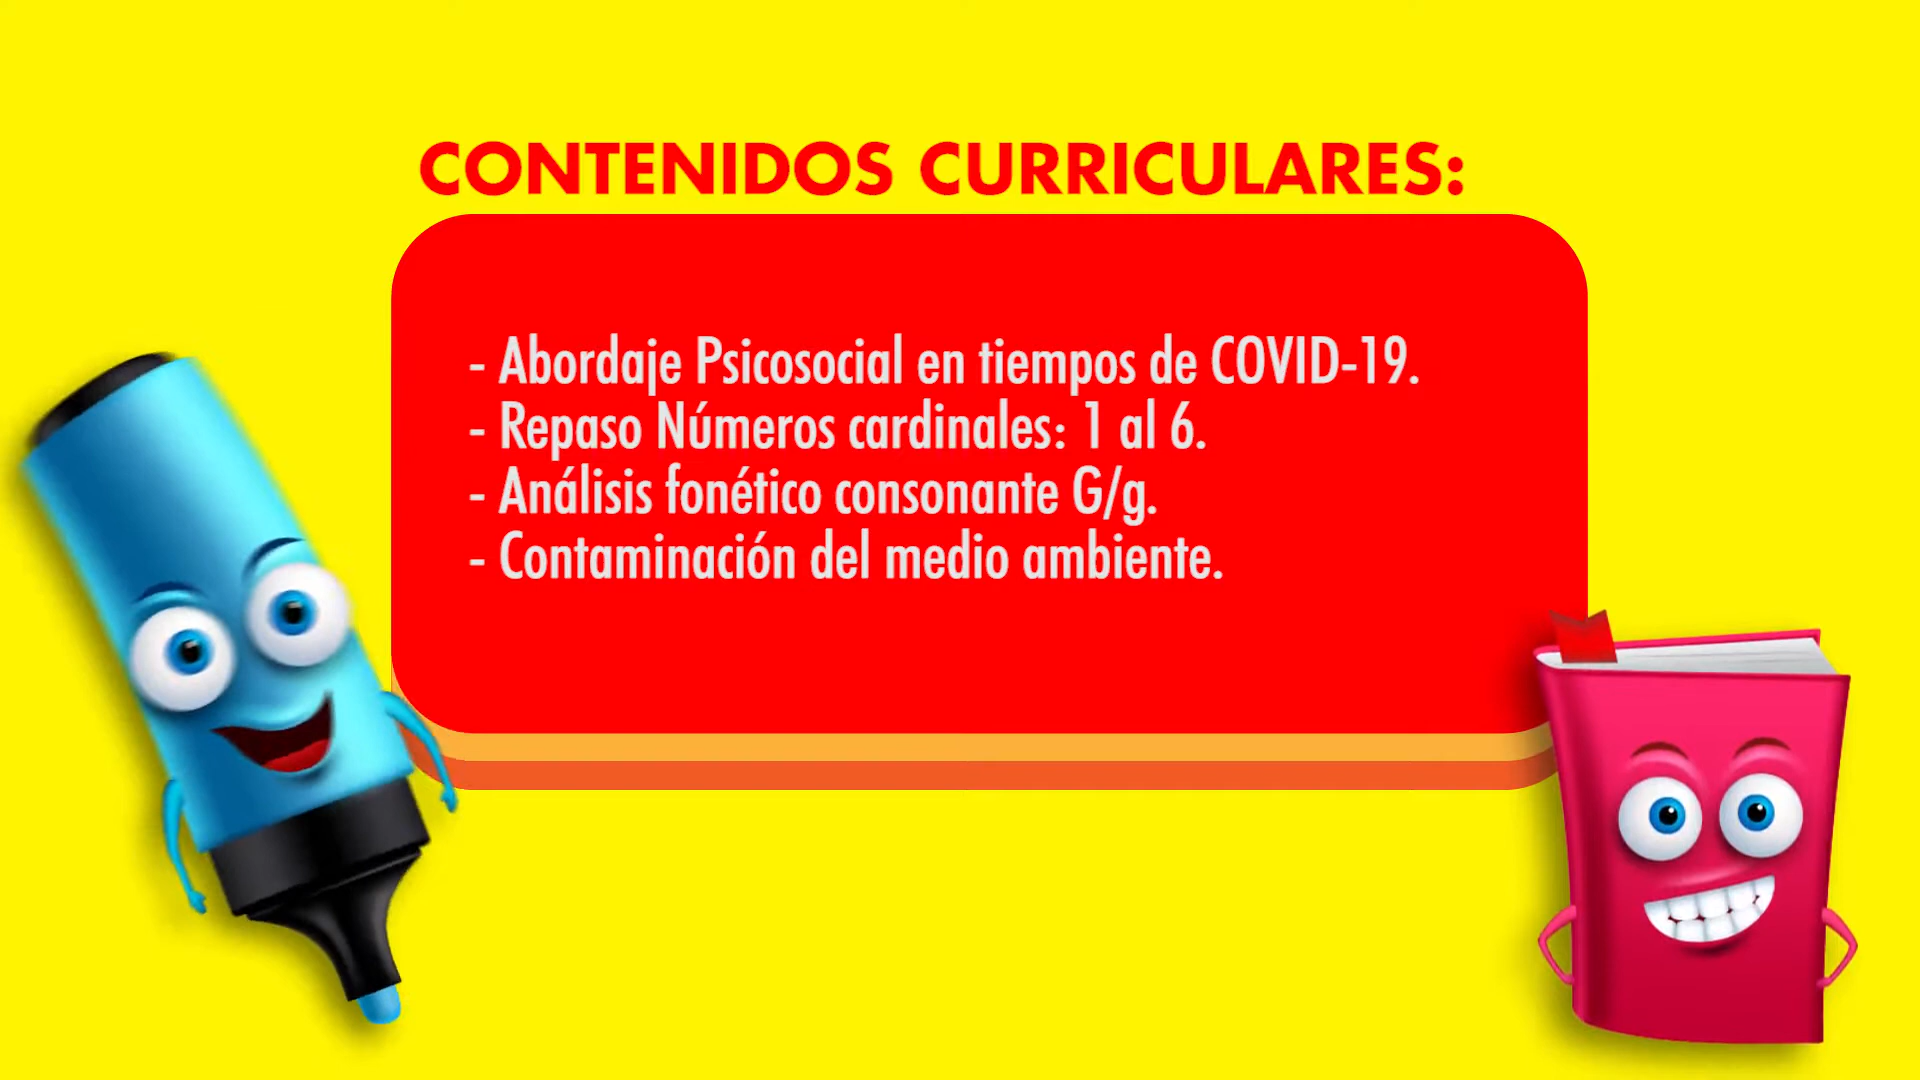 CONTENIDOS CURRICULARES:
- Abordaje Psicosocial en tiempos de COVID-19.
- Repaso Números cardinales: 1 al 6.
- Análisis fonético consonante G/g.
- Contaminación del medio ambiente.